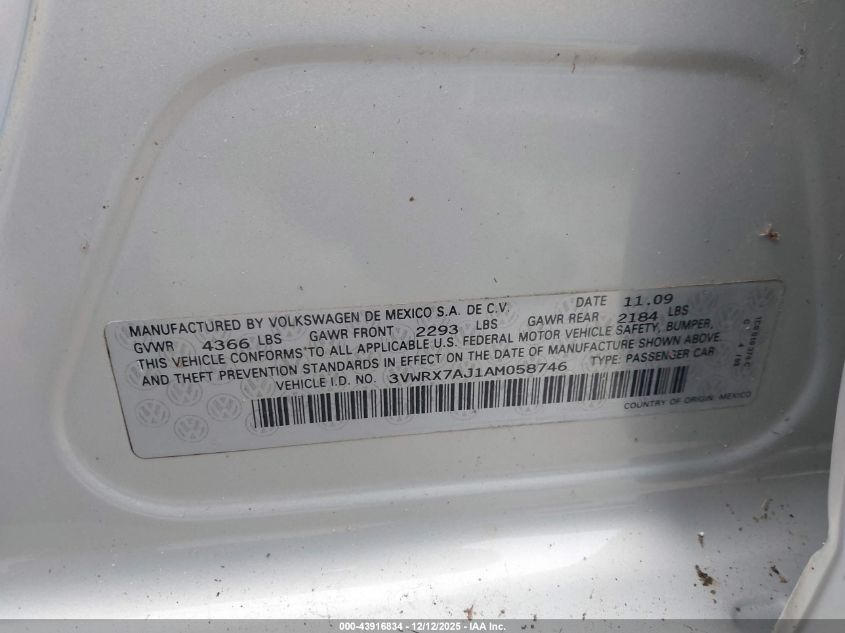 MANUFACTURED BY VOLKSWAGEN DE MEXICO S.A. DE C.V. DATE 11.09
GVWR 4366 LBS GAWR FRONT 2293 LBS GAWR REAR 2184 LBS
THIS VEHICLE CONFORMS TO ALL APPLICABLE U.S. FEDERAL MOTOR VEHICLE SAFETY, BUMPER,
AND THEFT PREVENTION STANDARDS IN EFFECT ON THE DATE OF MANUFACTURE SHOWN ABOVE.
VEHICLE I.D. NO. 3VWRX7AJ1AM058746 TYPE: PASSENGER CAR
COUNTRY OF ORIGIN: MEXICO
000-43916834 - 12/12/2025 - IAA Inc.